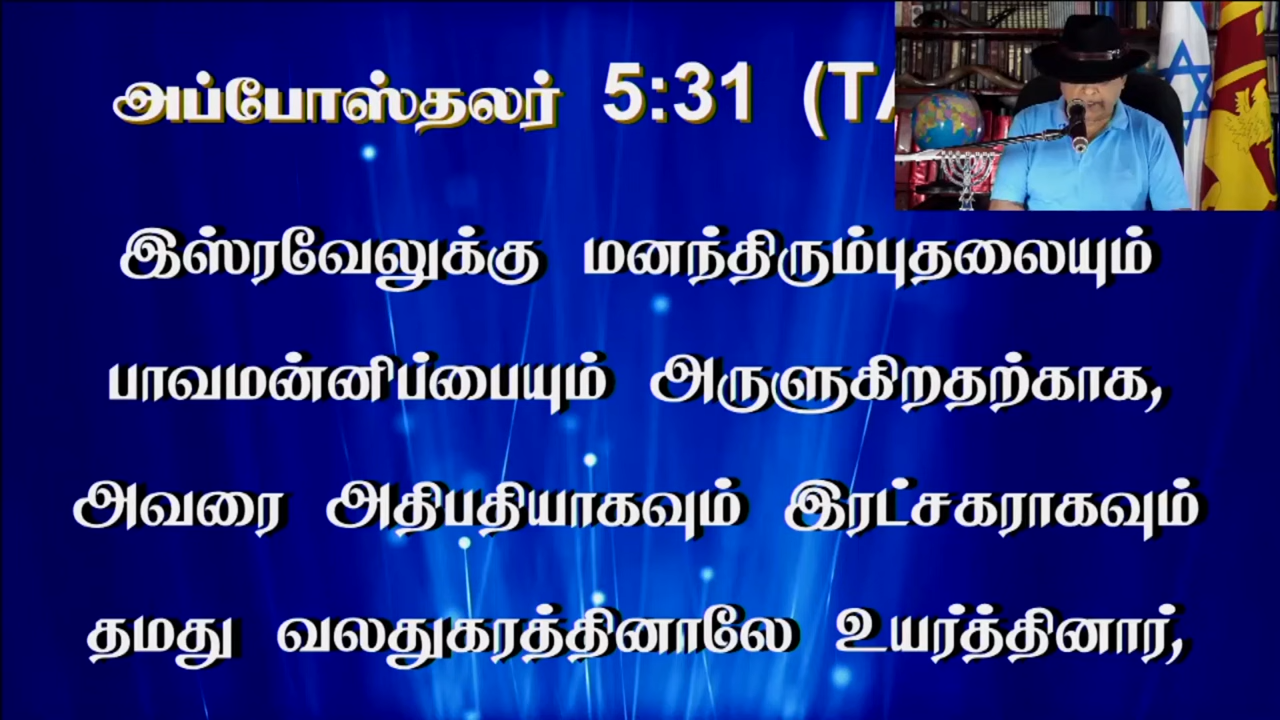 அப்போஸ்தலர் 5:31 (TA
இஸ்ரவேலுக்கு மனந்திரும்புதலையும்
பாவமன்னிப்பையும் அருளுகிறதற்காக,
அவரை அதிபதியாகவும் இரட்சகராகவும்
தமது வலதுகரத்தினாலே உயர்த்தினார்,